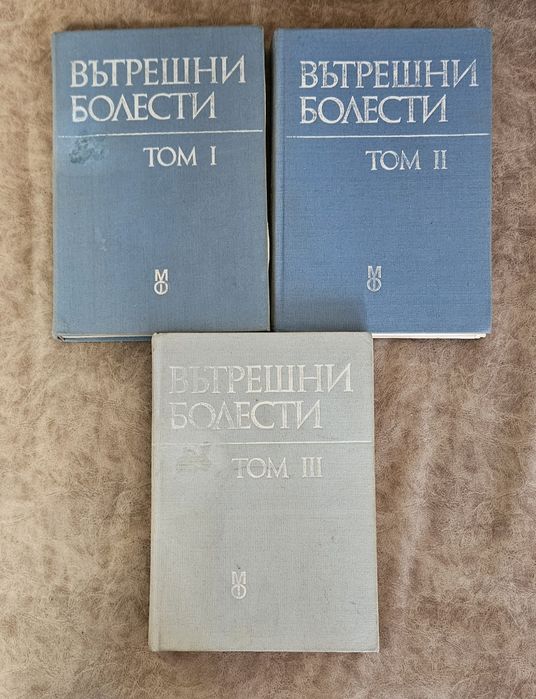 ВЪТРЕШНИ
БОЛЕСТИ
ТОМ I
МФ
ВЪТРЕШНИ
БОЛЕСТИ
ТОМ II
МФ
ВЪТРЕШНИ
БОЛЕСТИ
ТОМ III
МФ